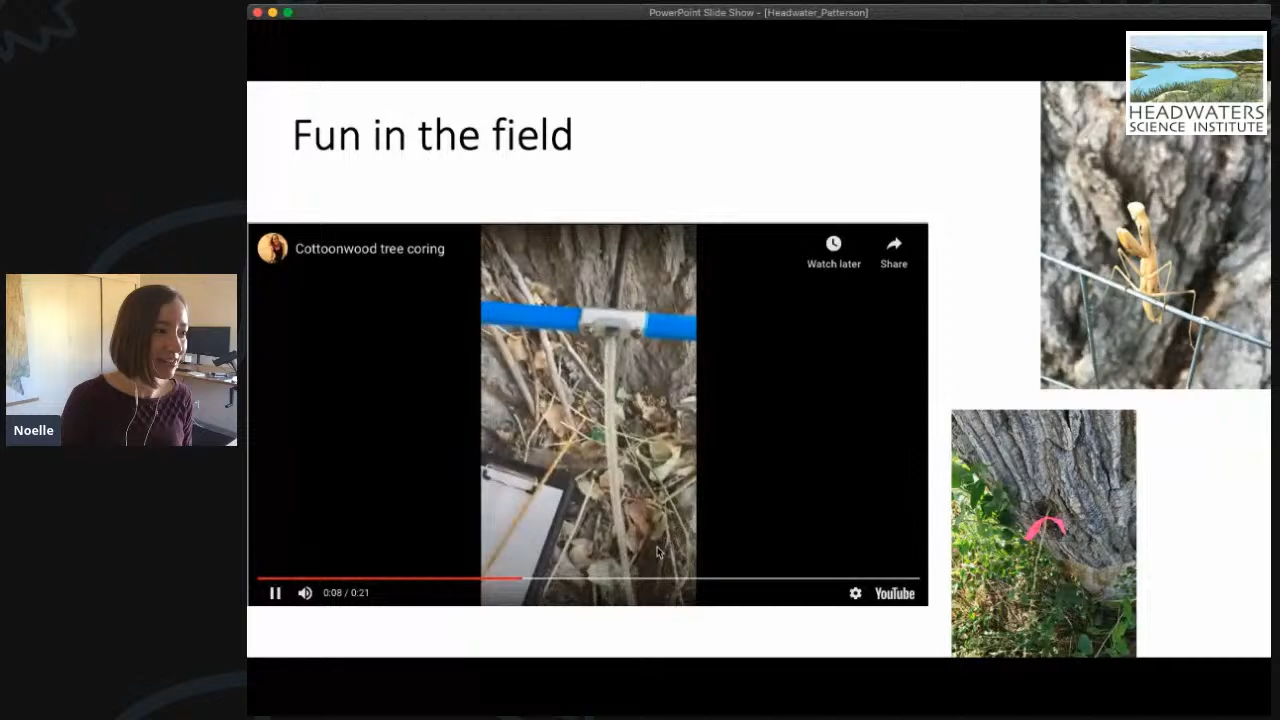 PowerPoint Slide Show - [Headwater_Patterson]
HEADWATERS
SCIENCE INSTITUTE
Fun in the field
Cottoonwood tree coring
Watch later
Share
Noelle
0:08 / 0:21
YouTube